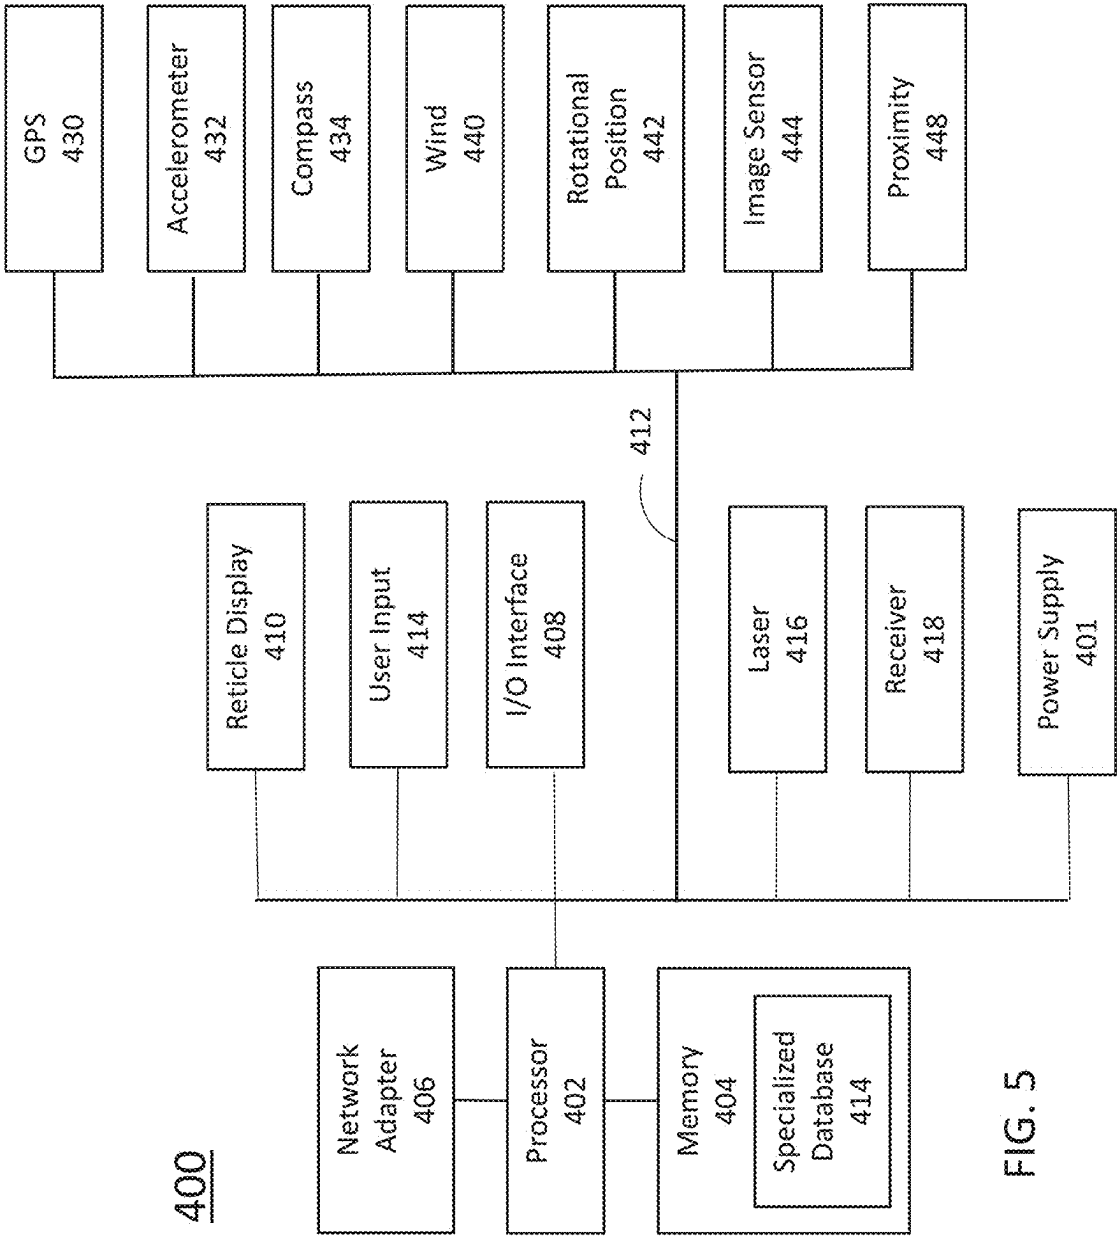 400
Network
Adapter
406
Processor
402
Memory
404
Specialized
Database
414
Reticle Display
410
User Input
414
I/O Interface
408
Laser
416
Receiver
418
Power Supply
401
412
GPS
430
Accelerometer
432
Compass
434
Wind
440
Rotational
Position
442
Image Sensor
444
Proximity
448
FIG. 5